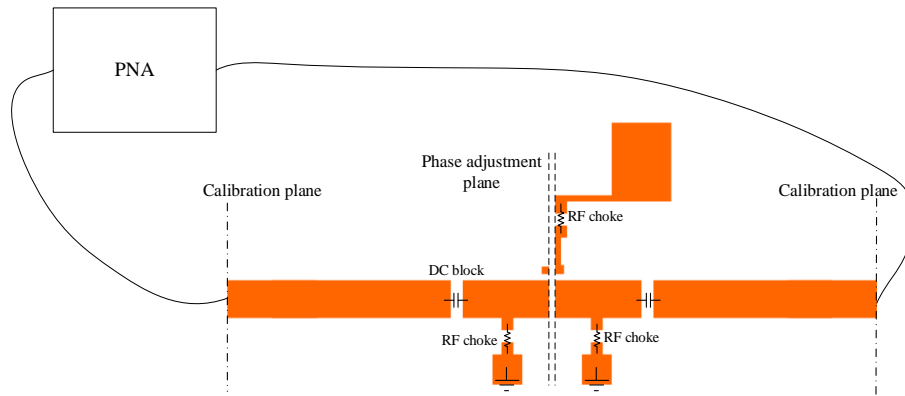 PNA
Phase adjustment
plane
Calibration plane
Calibration plane
RF choke
DC block
RF choke
RF choke